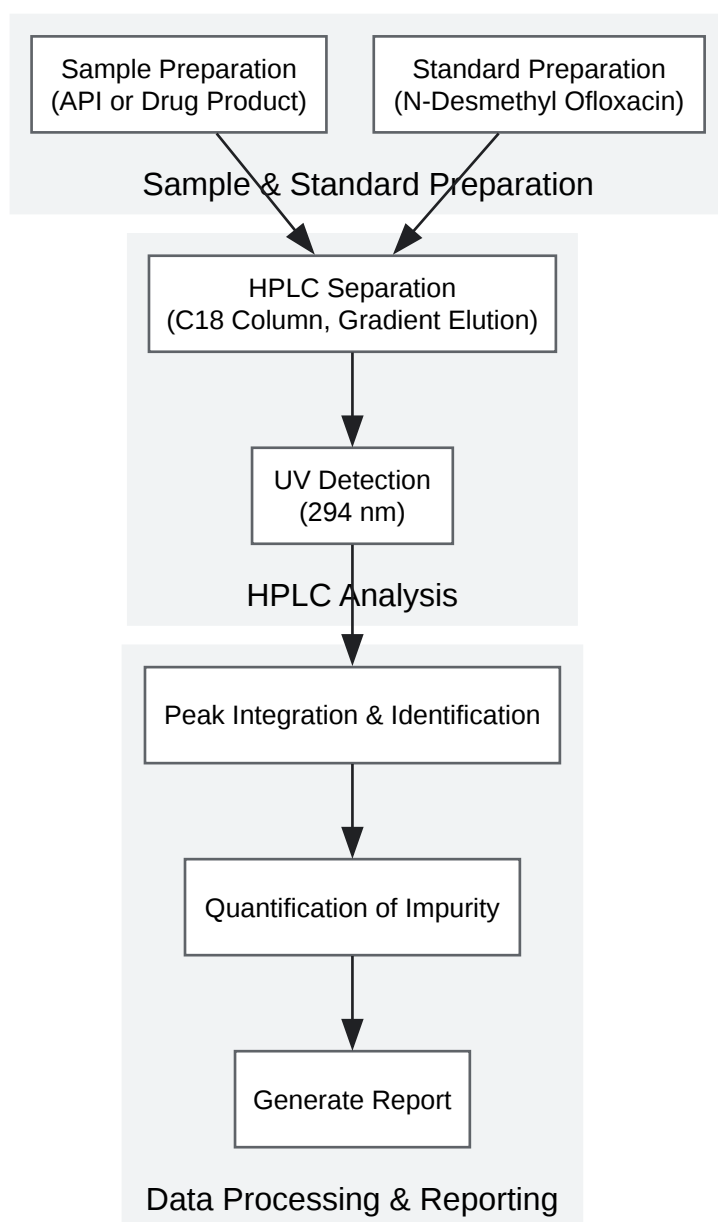 Sample Preparation
(API or Drug Product)
Standard Preparation
(N-Desmethyl Ofloxacin)
Sample & Standard Preparation
HPLC Separation
(C18 Column, Gradient Elution)
UV Detection
(294 nm)
HPLC Analysis
Peak Integration & Identification
Quantification of Impurity
Generate Report
Data Processing & Reporting